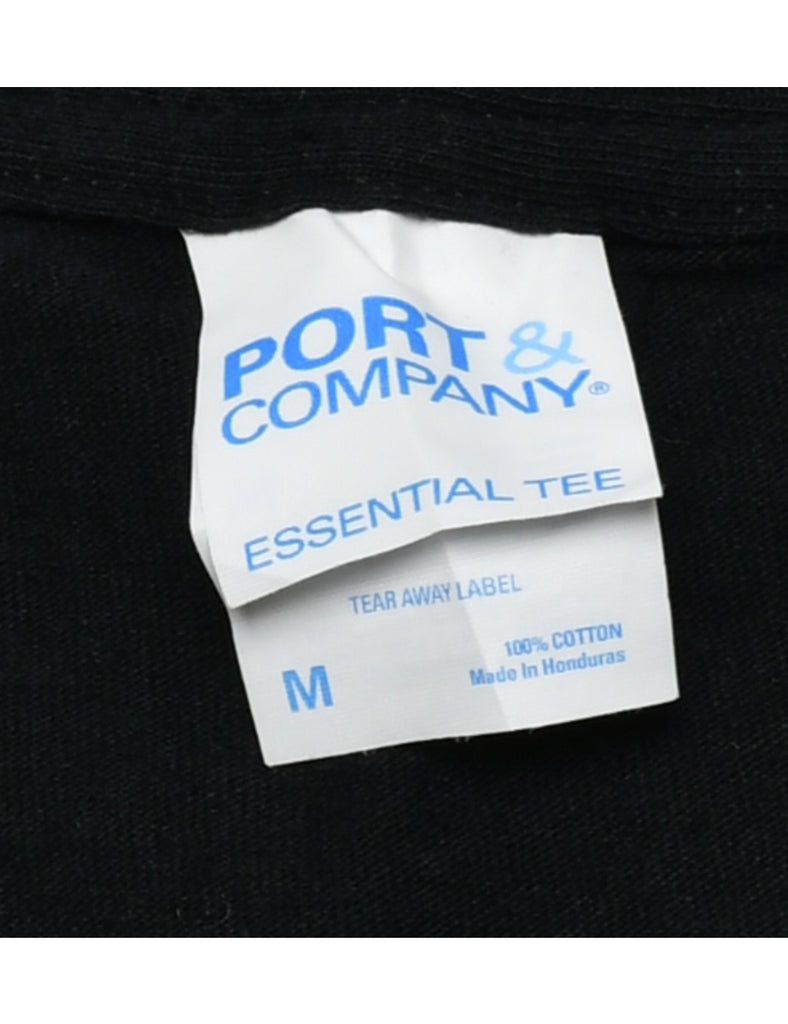 PORT &
COMPANY®
ESSENTIAL TEE
TEAR AWAY LABEL
100% COTTON
Made In Honduras
M